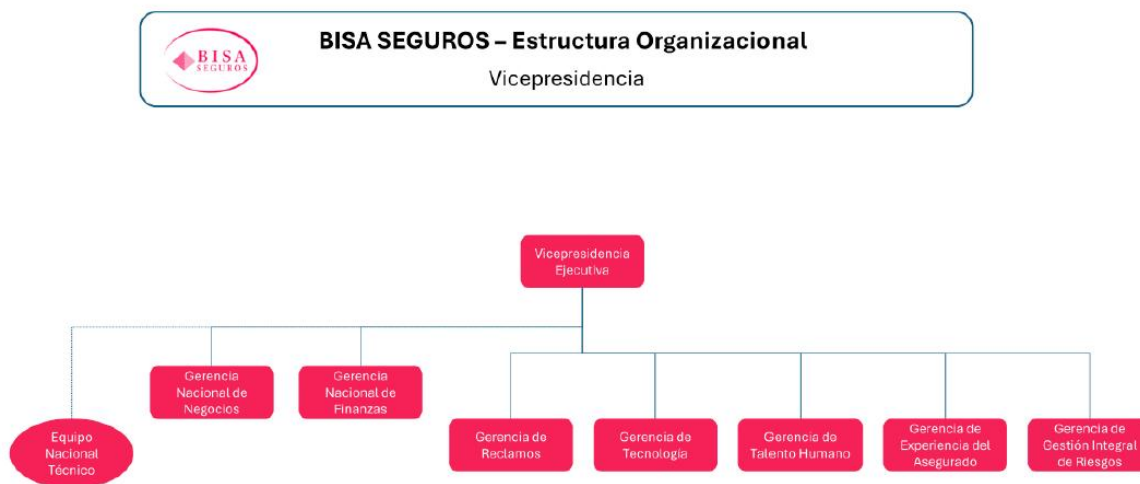 BISA
SEGUROS
BISA SEGUROS – Estructura Organizacional
Vicepresidencia
Vicepresidencia
Ejecutiva
Gerencia
Nacional de
Negocios
Gerencia
Nacional de
Finanzas
Equipo
Nacional
Técnico
Gerencia de
Reclamos
Gerencia de
Tecnología
Gerencia de
Talento Humano
Gerencia de
Experiencia del
Asegurado
Gerencia de
Gestión Integral
de Riesgos